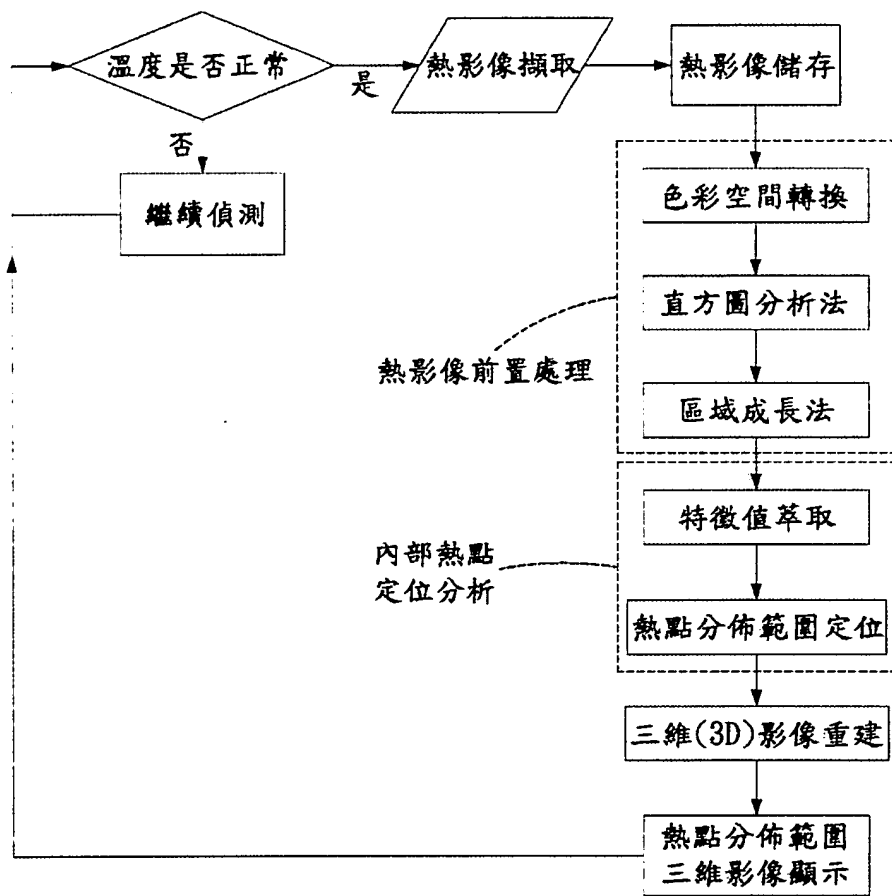 溫度是否正常
是
熱影像擷取
熱影像儲存
否
繼續偵測
色彩空間轉換
直方圖分析法
熱影像前置處理
區域成長法
特徵值萃取
內部熱點
定位分析
熱點分佈範圍定位
三維(3D)影像重建
熱點分佈範圍
三維影像顯示